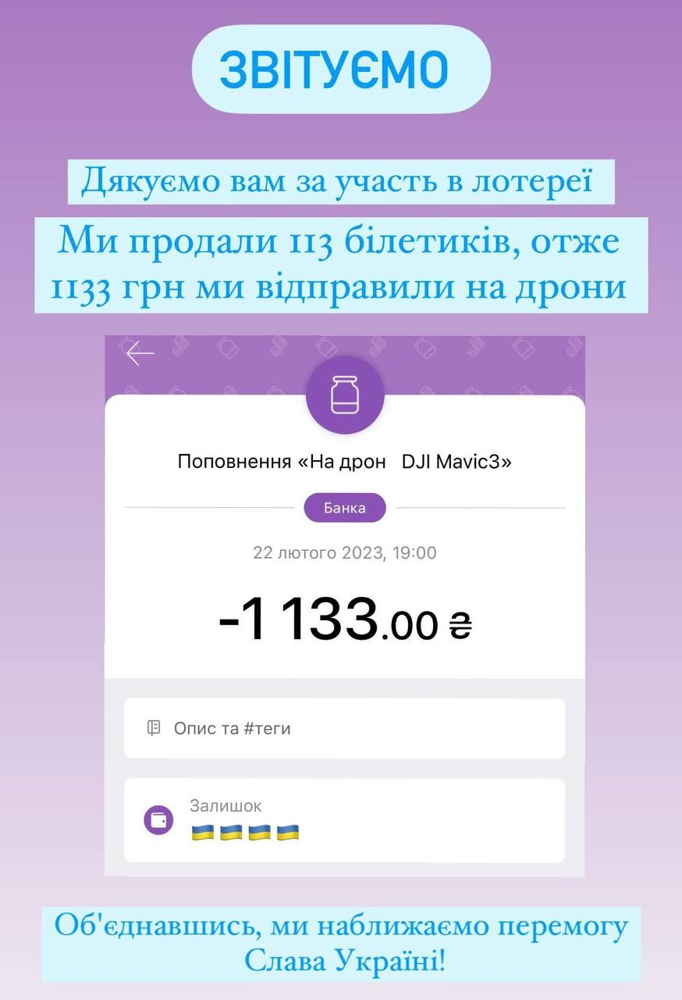 ЗВІТУЄМО
Дякуємо вам за участь в лотереї
Ми продали 113 білетиків, отже
1133 грн ми відправили на дрони
Поповнення «На дрон DJI Mavic3»
Банка
22 лютого 2023, 19:00
-1 133.00 ₴
Опис та #теги
Залишок
🇺🇦 🇺🇦 🇺🇦 🇺🇦
Об'єднавшись, ми наближаємо перемогу
Слава Україні!